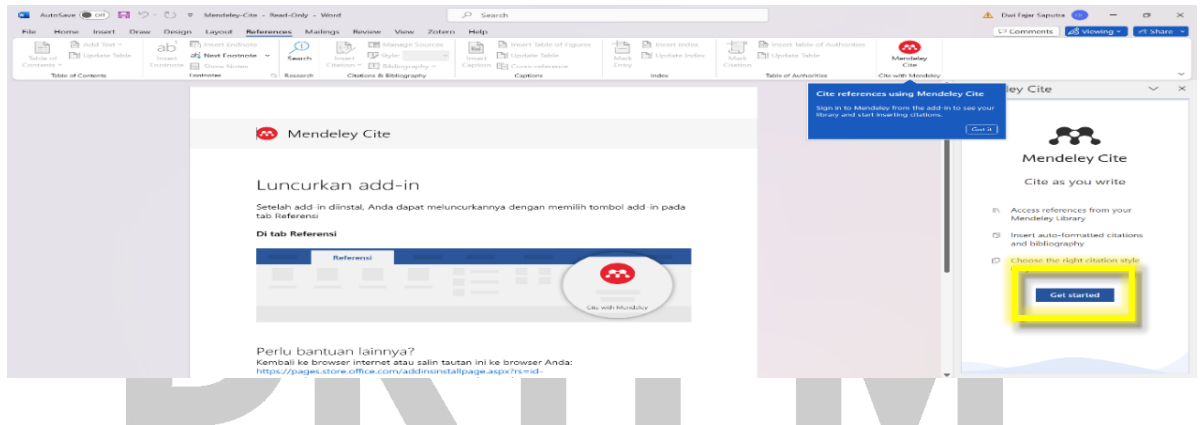 AutoSave Off Mendeley-Cite - Read-Only - Word Search Dwi Fajar Saputra
File Home Insert Draw Design Layout References Mailings Review View Zotero Help Comments Viewing Share
Table of Contents Add Text Update Table
Insert Footnote Insert Endnote Next Footnote Show Notes
Search
Insert Citation Manage Sources Style: Bibliography
Insert Caption Insert Table of Figures Update Table Cross-reference
Mark Entry Insert Index Update Index
Mark Citation Insert Table of Authorities Update Table
Mendeley Cite
Table of Contents Footnotes Research Citations & Bibliography Captions Index Table of Authorities Cite with Mendeley
Cite references using Mendeley Cite
Sign in to Mendeley from the add-in to see your
library and start inserting citations.
Got it
ley Cite
Mendeley Cite
Luncurkan add-in
Setelah add-in diinstal, Anda dapat meluncurkannya dengan memilih tombol add-in pada
tab Referensi
Di tab Referensi
Referensi
Cite with Mendeley
Perlu bantuan lainnya?
Kembali ke browser internet atau salin tautan ini ke browser Anda:
https://pages.store.office.com/addinsinstallpage.aspx?rs=id-
Mendeley Cite
Cite as you write
Access references from your
Mendeley Library
Insert auto-formatted citations
and bibliography
Choose the right citation style
Get started